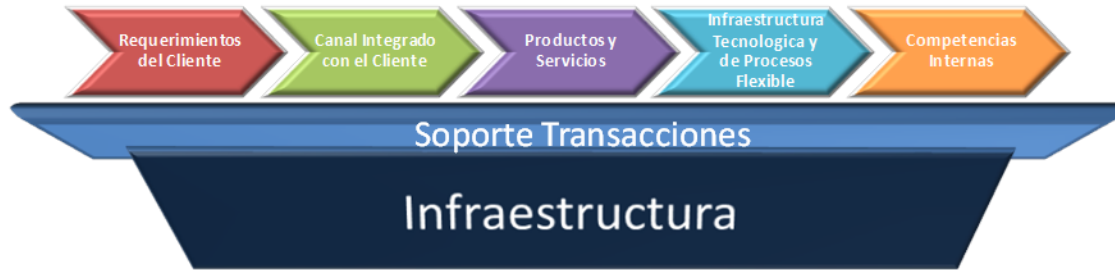 Requerimientos
del Cliente
Canal Integrado
con el Cliente
Productos y
Servicios
Infraestructura
Tecnologica y
de Procesos
Flexible
Competencias
Internas
Soporte Transacciones
Infraestructura